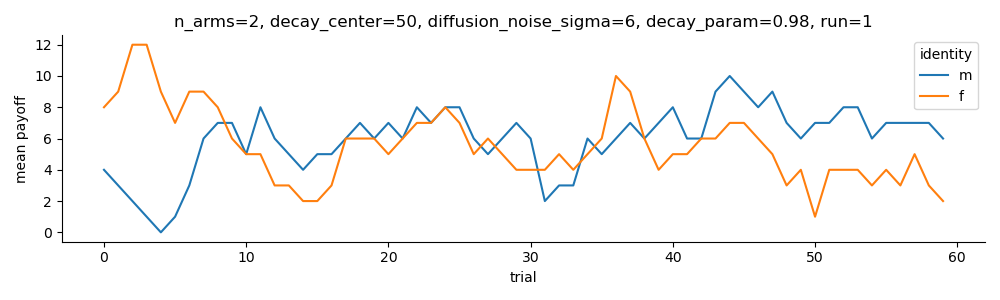 n_arms=2, decay_center=50, diffusion_noise_sigma=6, decay_param=0.98, run=1
mean payoff
12
10
8
6
4
2
0
identity
m
f
0 10 20 30 40 50 60
trial